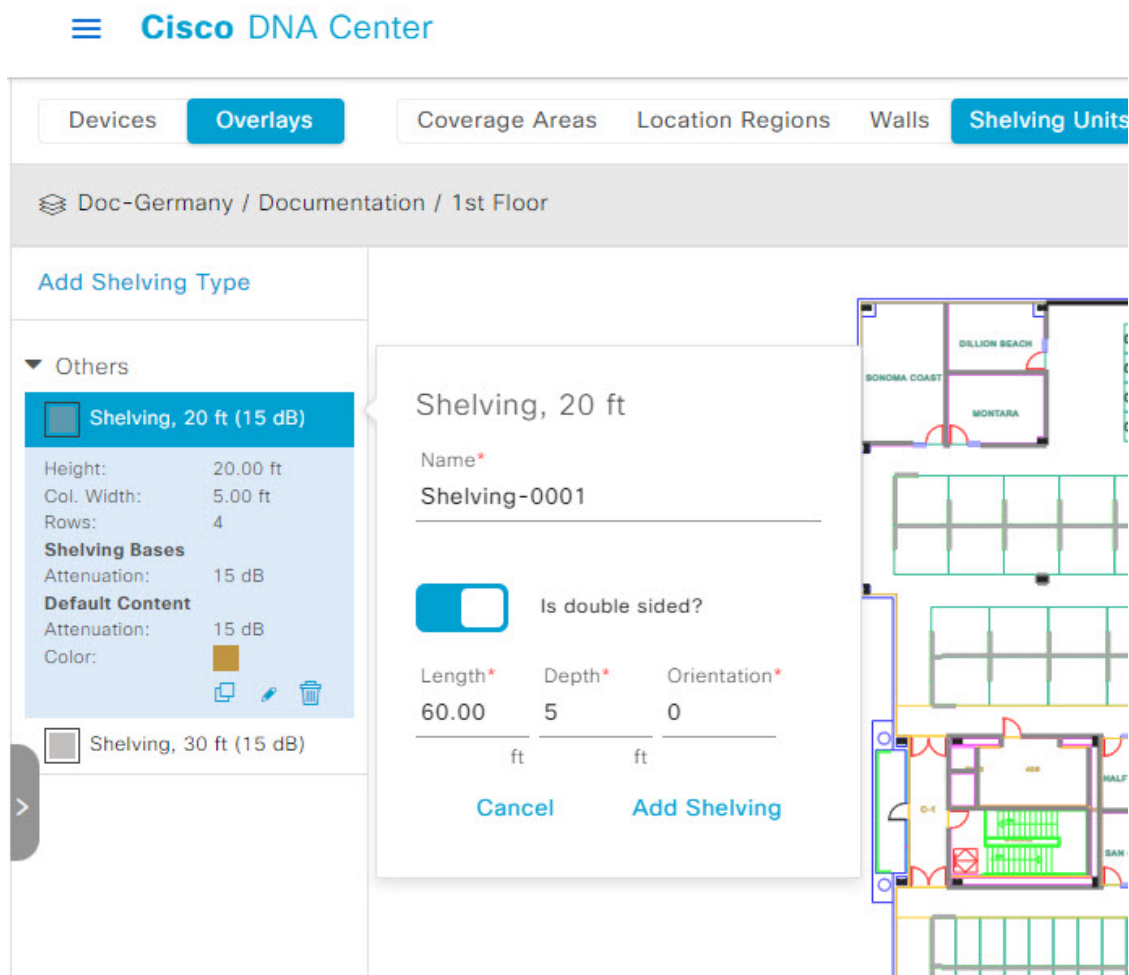 Cisco DNA Center
Devices Overlays Coverage Areas Location Regions Walls Shelving Units
Doc-Germany / Documentation / 1st Floor
Add Shelving Type
Others
Shelving, 20 ft (15 dB)
Height: 20.00 ft
Col. Width: 5.00 ft
Rows: 4
Shelving Bases
Attenuation: 15 dB
Default Content
Attenuation: 15 dB
Color:
Shelving, 30 ft (15 dB)
Shelving, 20 ft
Name*
Shelving-0001
Is double sided?
Length* Depth* Orientation*
60.00 5 0
ft ft
Cancel Add Shelving
DILLION BEACH
SONOMA COAST
MONTARA
C-1
HALF
SAN